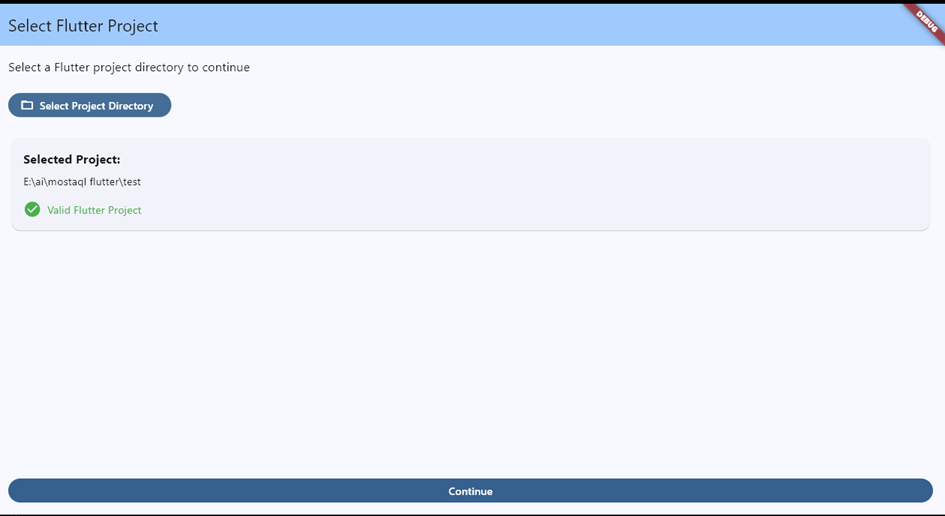 Select Flutter Project
DEBUG
Select a Flutter project directory to continue
Select Project Directory
Selected Project:
E:\ai\mostaql flutter\test
Valid Flutter Project
Continue